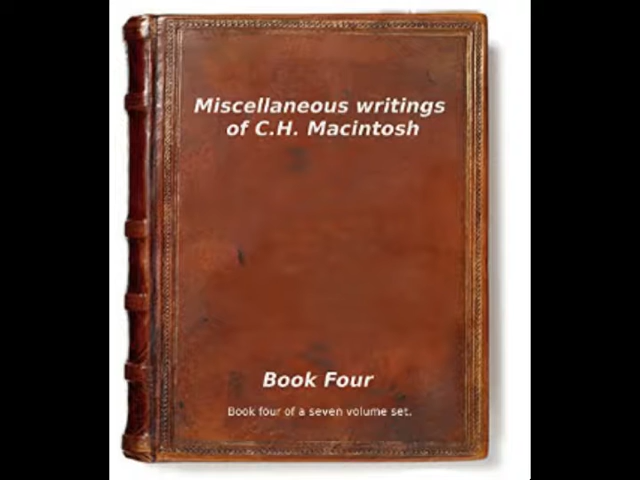 Miscellaneous writings
of C.H. Macintosh
Book Four
Book four of a seven volume set.